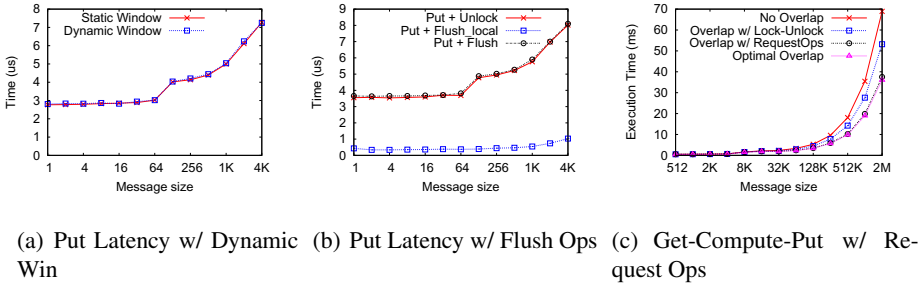 8
7
6
5
4
3
2
1
0
Time (us)
Static Window
Dynamic Window
1 4 16 64 256 1K 4K
Message size
9
8
7
6
5
4
3
2
1
0
Time (us)
Put + Unlock
Put + Flush_local
Put + Flush
1 4 16 64 256 1K 4K
Message size
70
60
50
40
30
20
10
0
Execution Time (ms)
No Overlap
Overlap w/ Lock-Unlock
Overlap w/ RequestOps
Optimal Overlap
512 2K 8K 32K 128K 512K 2M
Message size
(a) Put Latency w/ Dynamic
Win
(b) Put Latency w/ Flush Ops
(c) Get-Compute-Put w/ Re-
quest Ops